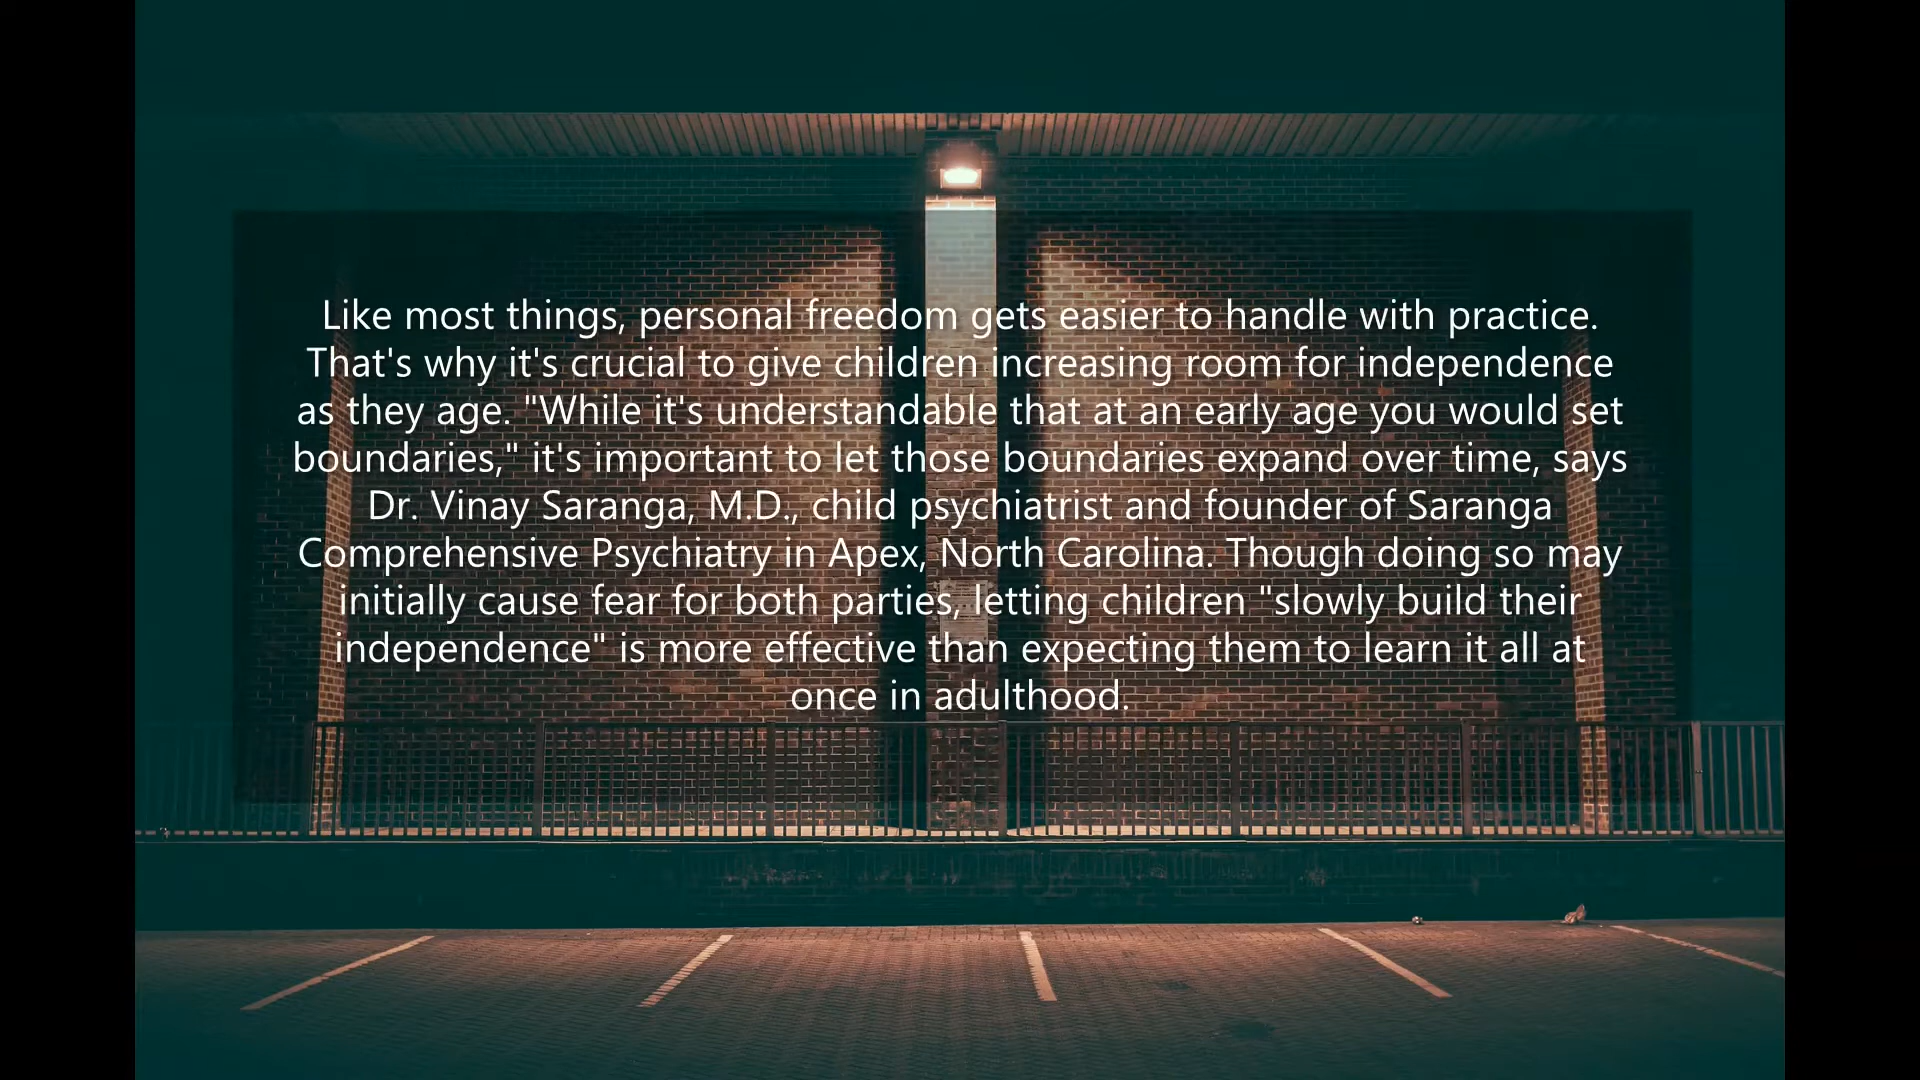 Like most things, personal freedom gets easier to handle with practice.
That's why it's crucial to give children increasing room for independence
as they age. "While it's understandable that at an early age you would set
boundaries," it's important to let those boundaries expand over time, says
Dr. Vinay Saranga, M.D., child psychiatrist and founder of Saranga
Comprehensive Psychiatry in Apex, North Carolina. Though doing so may
initially cause fear for both parties, letting children "slowly build their
independence" is more effective than expecting them to learn it all at
once in adulthood.